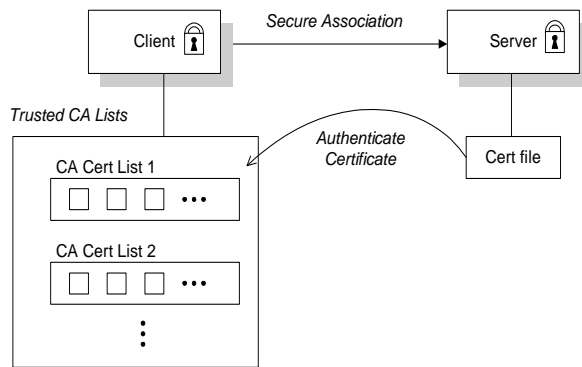 Secure Association
Client
Server
Trusted CA Lists
Authenticate
Certificate
Cert file
CA Cert List 1
CA Cert List 2